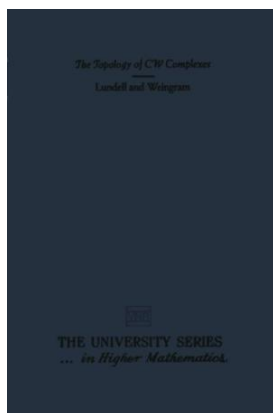 The Topology of CW Complexes
Lundell and Weingram
THE UNIVERSITY SERIES
... in Higher Mathematics